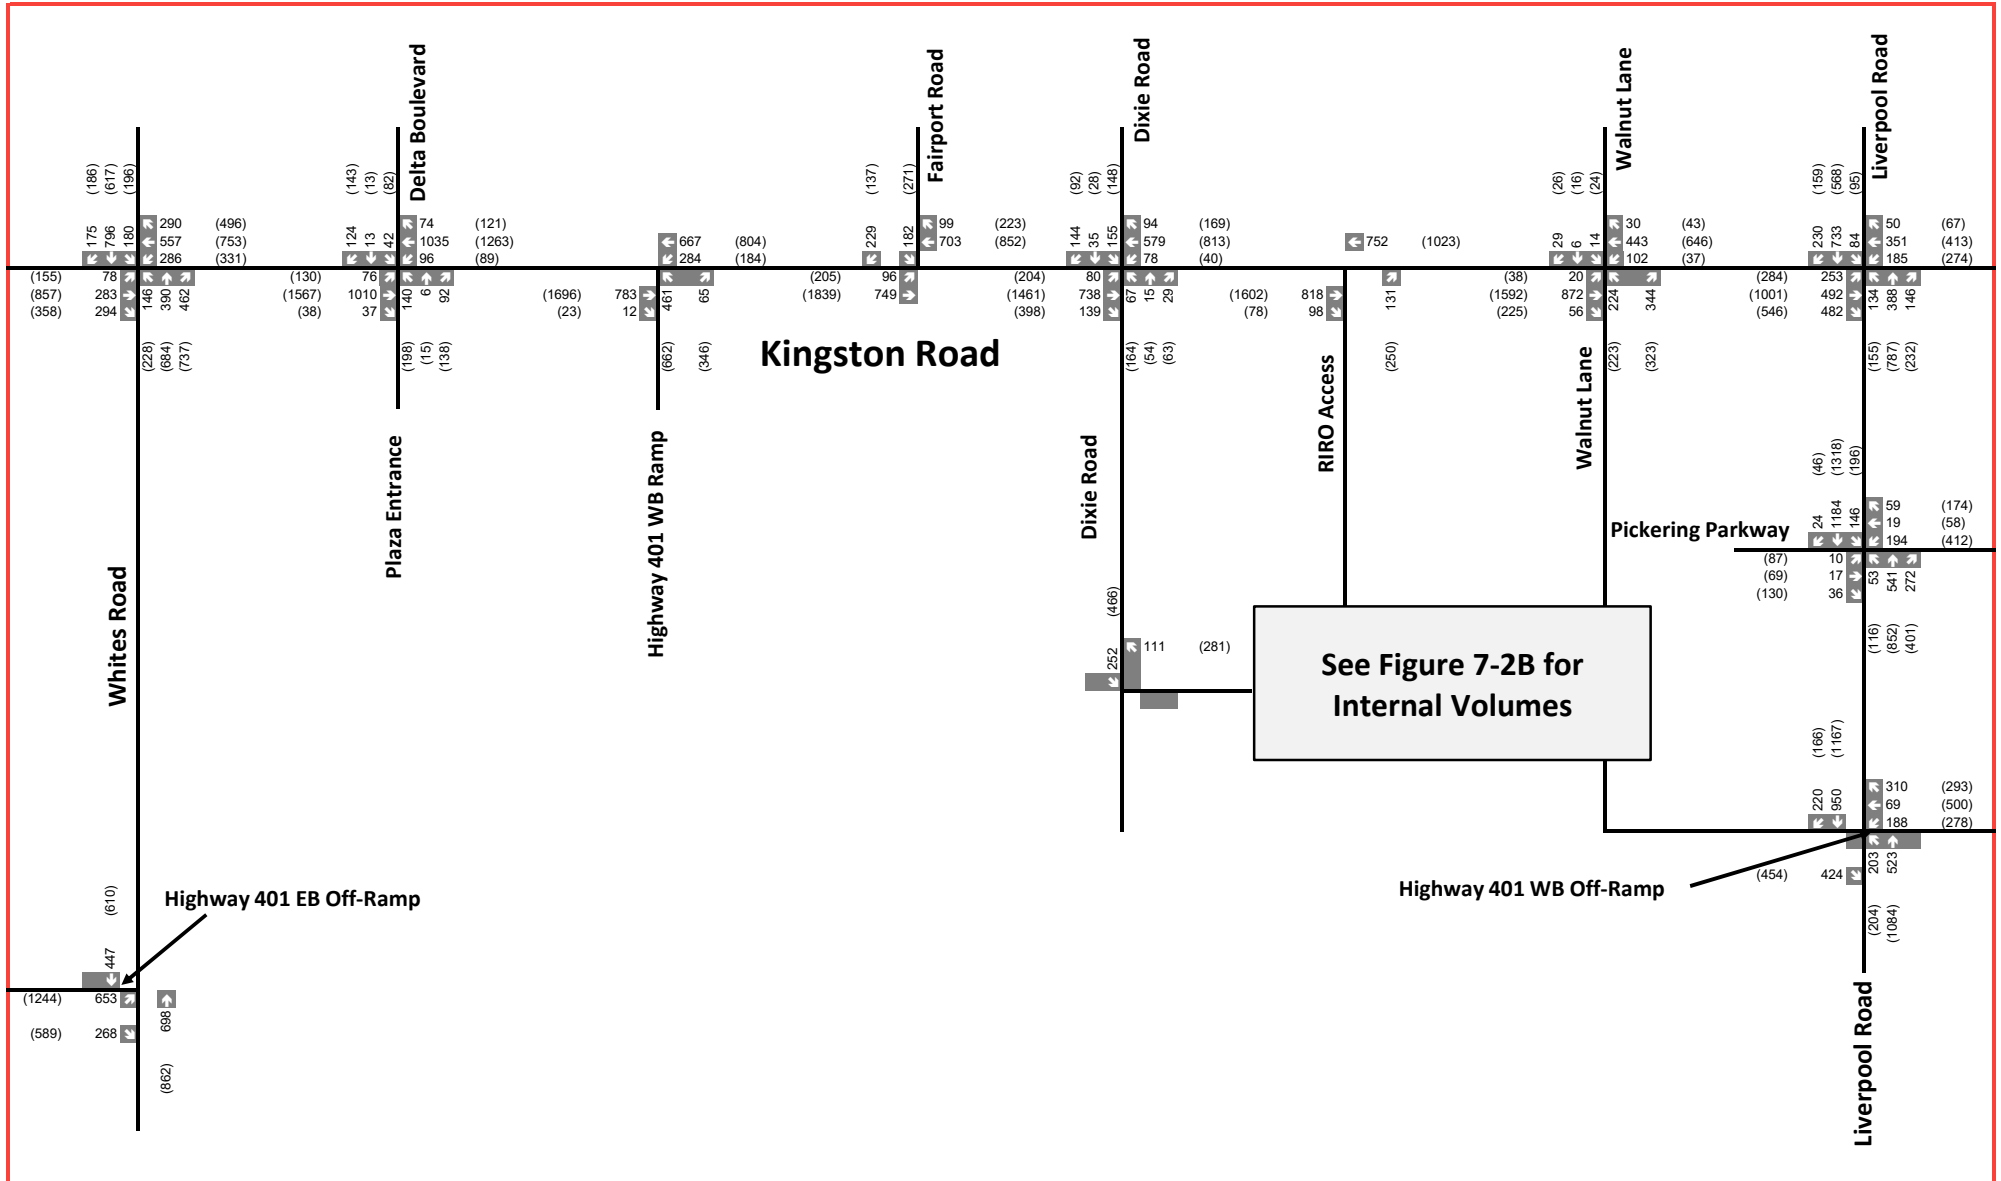 Delta Boulevard
Fairport Road
Dixie Road
Walnut Lane
Liverpool Road
(186) (617) (196)
(143) (13) (82)
(137) (271)
(92) (28) (148)
(26) (16) (24)
(159) (568) (95)
175 796 180
290 (496)
557 (753)
286 (331)
124 13 42
74 (121)
1035 (1263)
96 (89)
667 (804)
284 (184)
229 182
99 (223)
703 (852)
144 35 155
94 (169)
579 (813)
78 (40)
752 (1023)
29 6 14
30 (43)
443 (646)
102 (37)
230 733 84
50 (67)
351 (413)
185 (274)
(155) 78
(857) 283
(358) 294
146 390 462
(228) (684) (737)
(130) 76
(1567) 1010
(38) 37
140 6 92
(198) (15) (138)
(1696) 783
(23) 12
461 65
(662) (346)
(205) 96
(1839) 749
(204) 80
(1461) 738
(398) 139
67 15 29
(164) (54) (63)
(1602) 818
(78) 98
131
(250)
(38) 20
(1592) 872
(225) 56
224 344
(223) (323)
(284) 253
(1001) 492
(546) 482
134 388 146
(155) (787) (232)
Kingston Road
Whites Road
Plaza Entrance
Highway 401 WB Ramp
Dixie Road
RIRO Access
Walnut Lane
Pickering Parkway
(46) (1318) (196)
24 1184 146
59 (174)
19 (58)
194 (412)
(87) 10
(69) 17
(130) 36
53 541 272
(116) (852) (401)
(466)
252
111 (281)
See Figure 7-2B for
Internal Volumes
(166) (1167)
220 950
310 (293)
69 (500)
188 (278)
(454) 424
203 523
(204) (1084)
Highway 401 WB Off-Ramp
Highway 401 EB Off-Ramp
(610)
447
(1244) 653
(589) 268
698
(862)
Liverpool Road